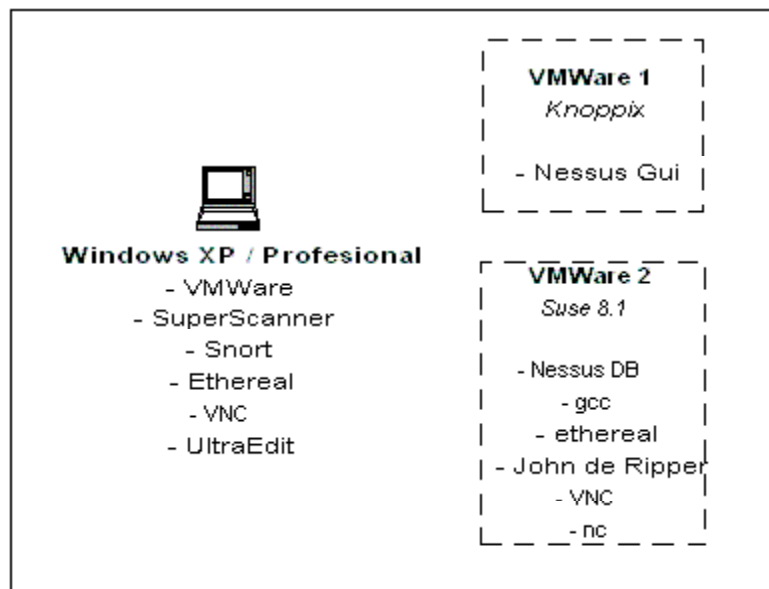 Windows XP / Profesional
- VMWare
- SuperScanner
- Snort
- Ethereal
- VNC
- UltraEdit
VMWare 1
Knoppix
- Nessus Gui
VMWare 2
Suse 8.1
- Nessus DB
- gcc
- ethereal
- John de Ripper
- VNC
- nc